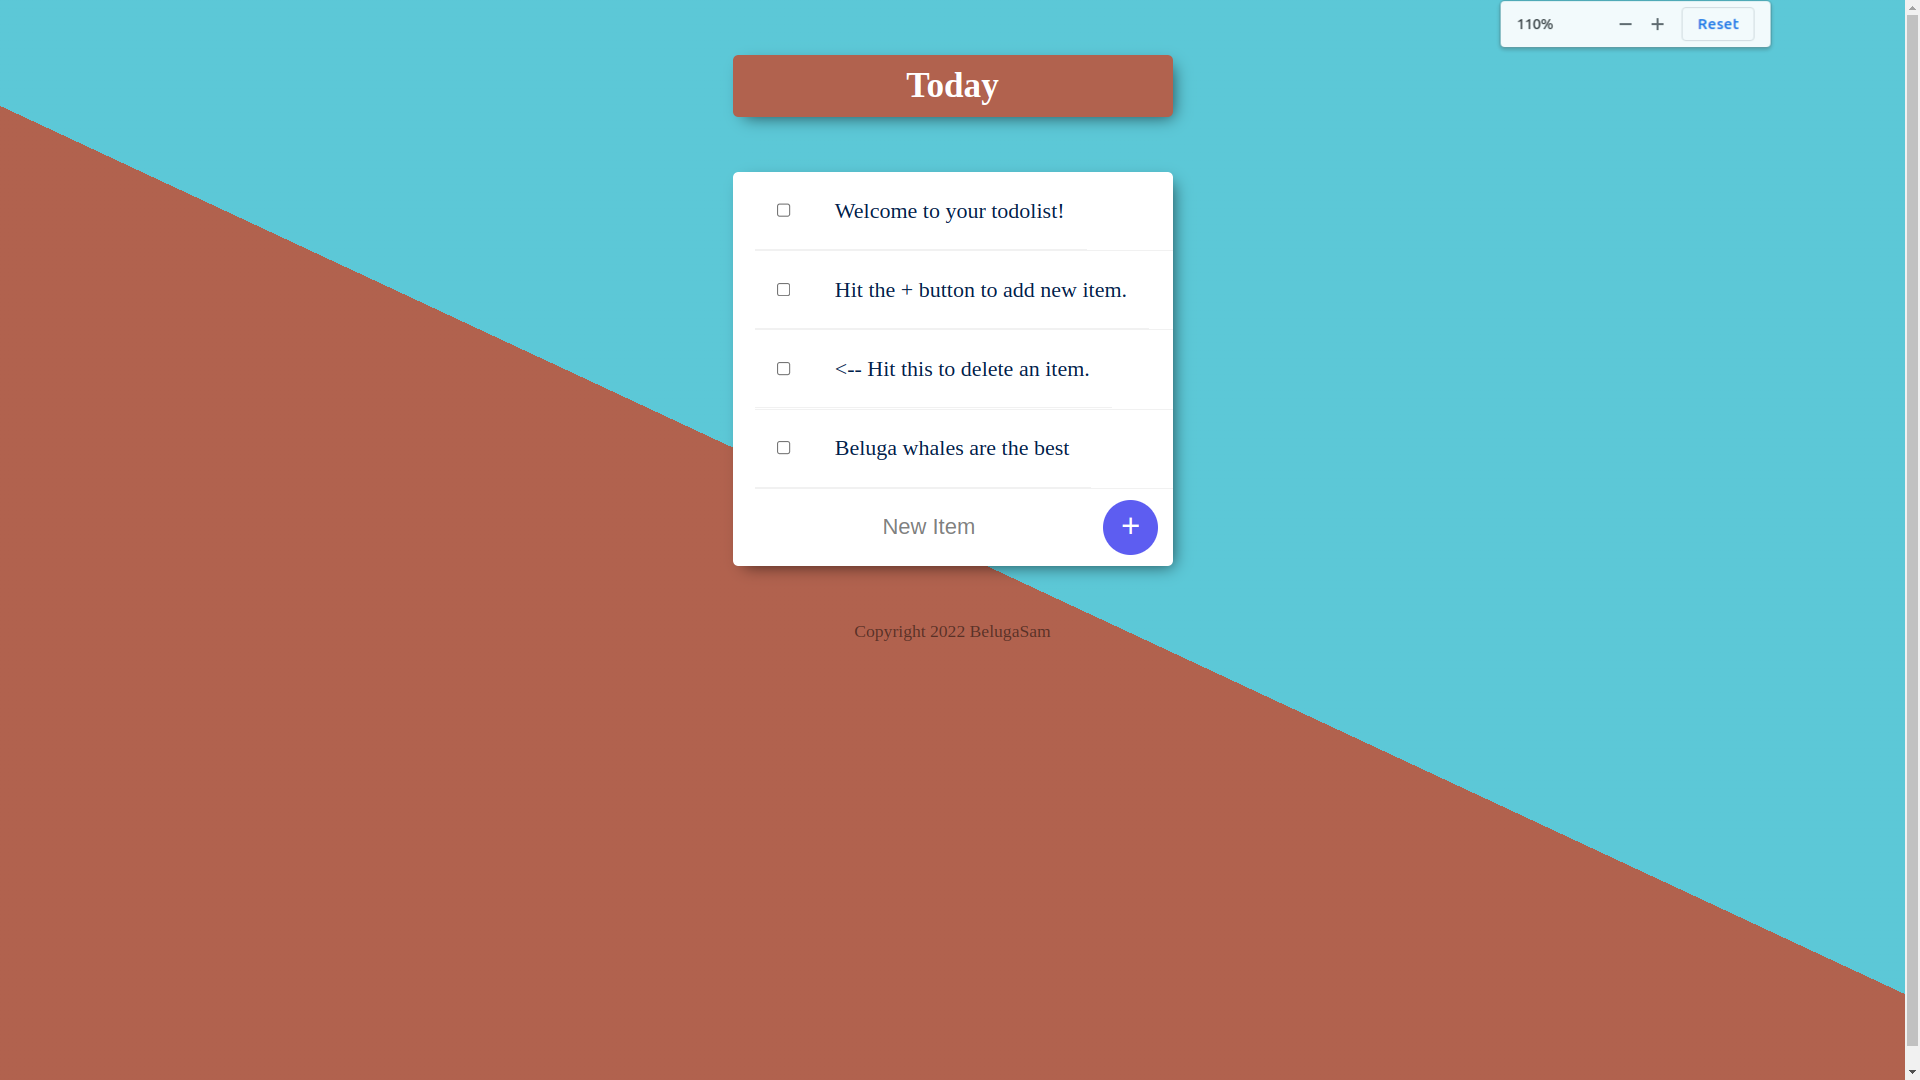 110%
Reset
Today
Welcome to your todolist!
Hit the + button to add new item.
<-- Hit this to delete an item.
Beluga whales are the best
New Item
+
Copyright 2022 BelugaSam